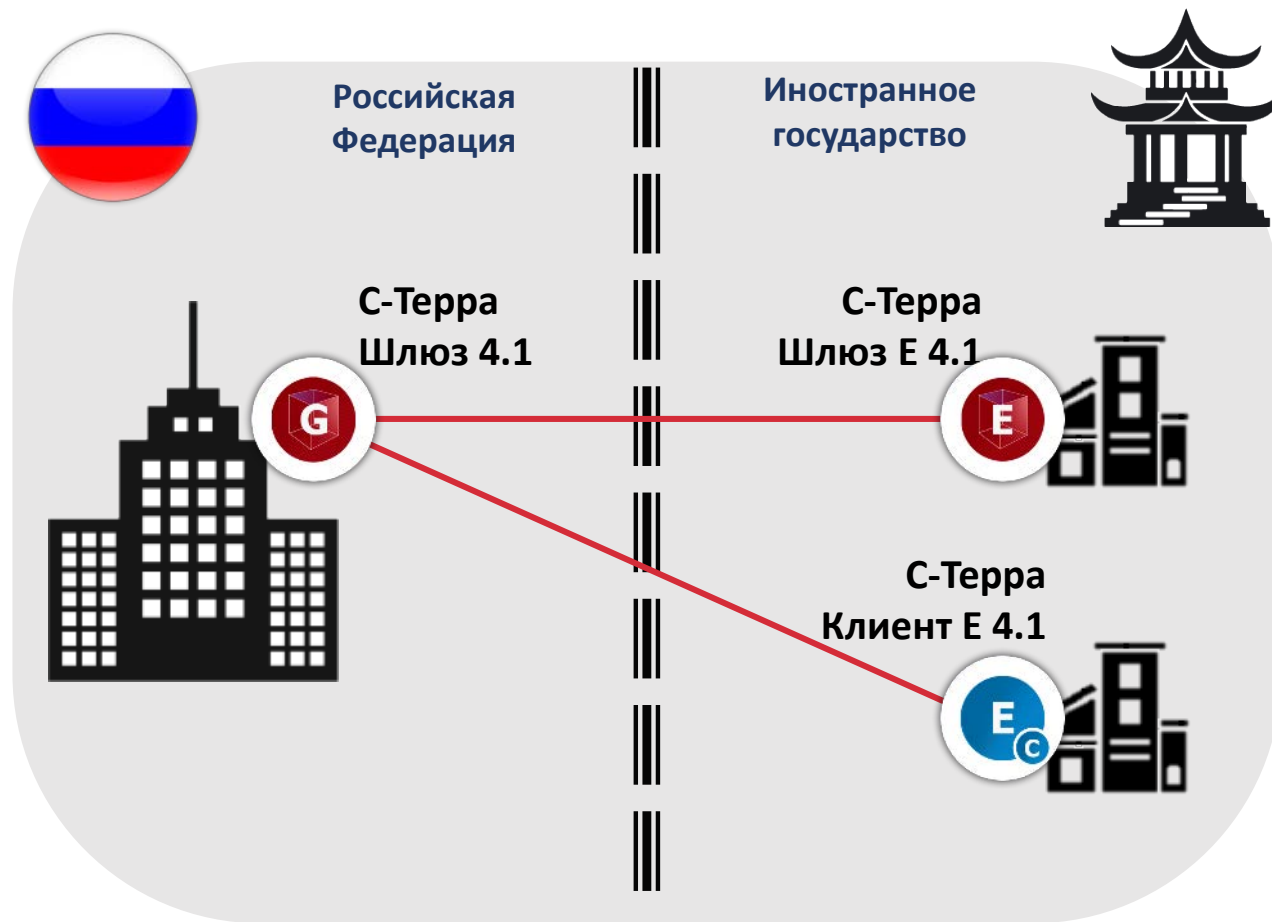 Российская
Федерация
Иностранное
государство
С-Терра
Шлюз 4.1
С-Терра
Шлюз Е 4.1
G
E
С-Терра
Клиент Е 4.1
E
C